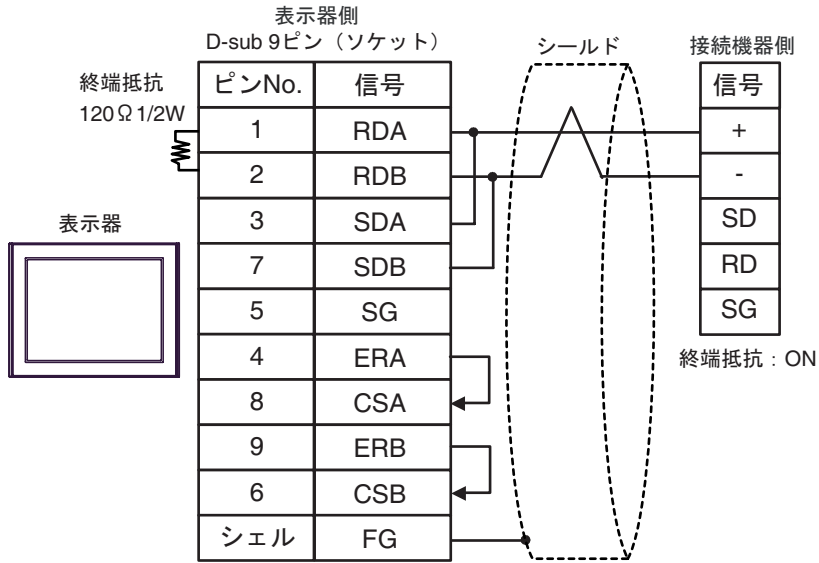 表示器側
D-sub 9ピン（ソケット）
シールド
接続機器側
終端抵抗
120Ω 1/2W
ピンNo. 信号
信号
1 RDA
+
2 RDB
-
表示器
3 SDA
SD
7 SDB
RD
5 SG
SG
4 ERA
終端抵抗：ON
8 CSA
9 ERB
6 CSB
シェル FG